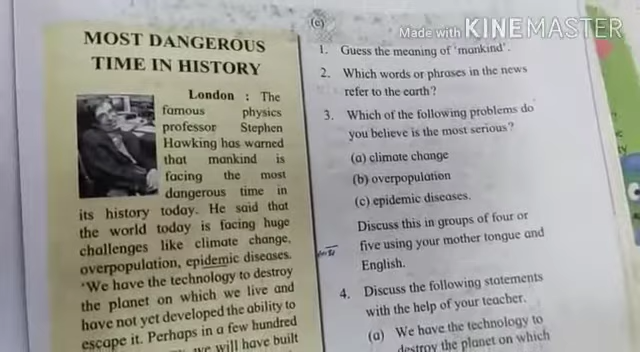 Made with KINEMASTER
MOST DANGEROUS
TIME IN HISTORY
London : The
famous physics
professor Stephen
Hawking has warned
that mankind is
facing the most
dangerous time in
its history today. He said that
the world today is facing huge
challenges like climate change,
overpopulation, epidemic diseases.
'We have the technology to destroy
the planet on which we live and
have not yet developed the ability to
escape it. Perhaps in a few hundred
we will have built
(c)
1. Guess the meaning of 'mankind'.
2. Which words or phrases in the news
refer to the earth?
3. Which of the following problems do
you believe is the most serious?
(a) climate change
(b) overpopulation
(c) epidemic diseases.
Discuss this in groups of four or
five using your mother tongue and
English.
4. Discuss the following statements
with the help of your teacher.
(a) We have the technology to
destroy the planet on which